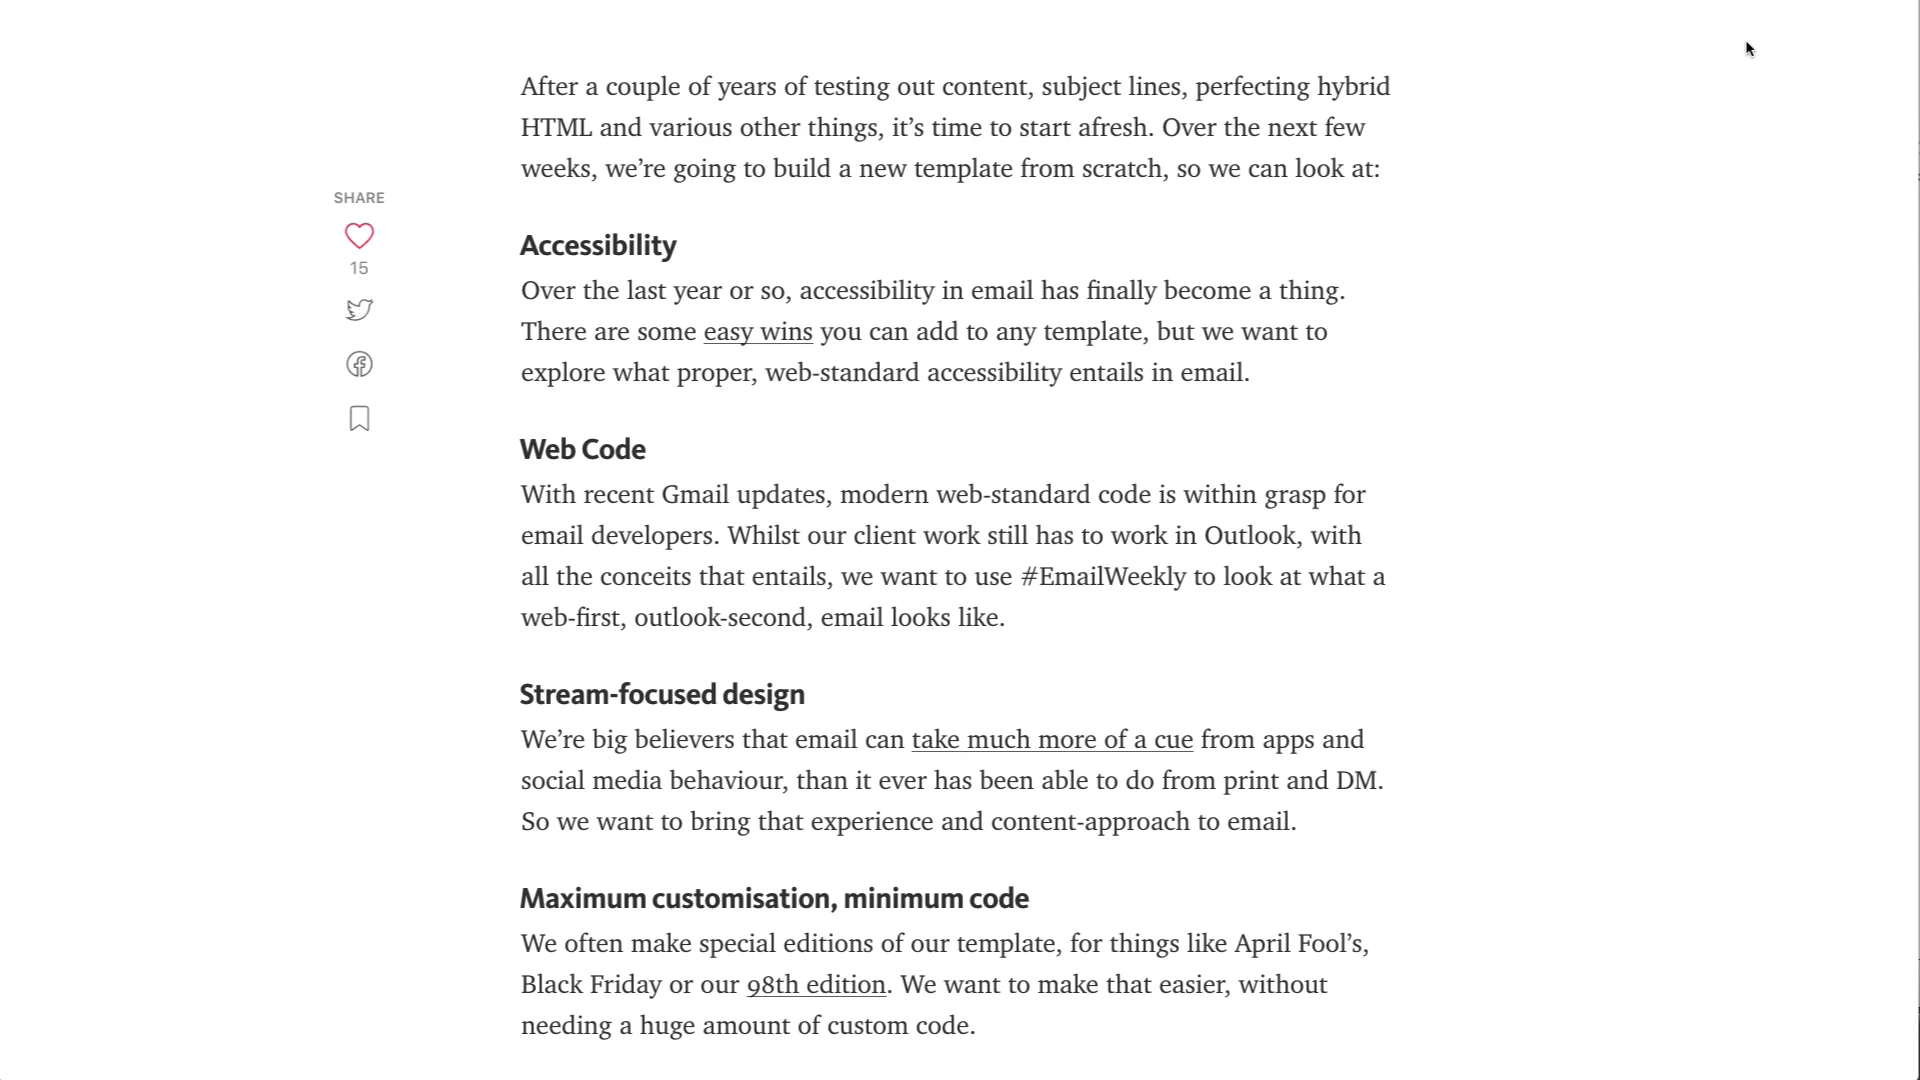 After a couple of years of testing out content, subject lines, perfecting hybrid
HTML and various other things, it’s time to start afresh. Over the next few
weeks, we’re going to build a new template from scratch, so we can look at:
SHARE
15
Accessibility
Over the last year or so, accessibility in email has finally become a thing.
There are some easy wins you can add to any template, but we want to
explore what proper, web-standard accessibility entails in email.
Web Code
With recent Gmail updates, modern web-standard code is within grasp for
email developers. Whilst our client work still has to work in Outlook, with
all the conceits that entails, we want to use #EmailWeekly to look at what a
web-first, outlook-second, email looks like.
Stream-focused design
We’re big believers that email can take much more of a cue from apps and
social media behaviour, than it ever has been able to do from print and DM.
So we want to bring that experience and content-approach to email.
Maximum customisation, minimum code
We often make special editions of our template, for things like April Fool’s,
Black Friday or our 98th edition. We want to make that easier, without
needing a huge amount of custom code.